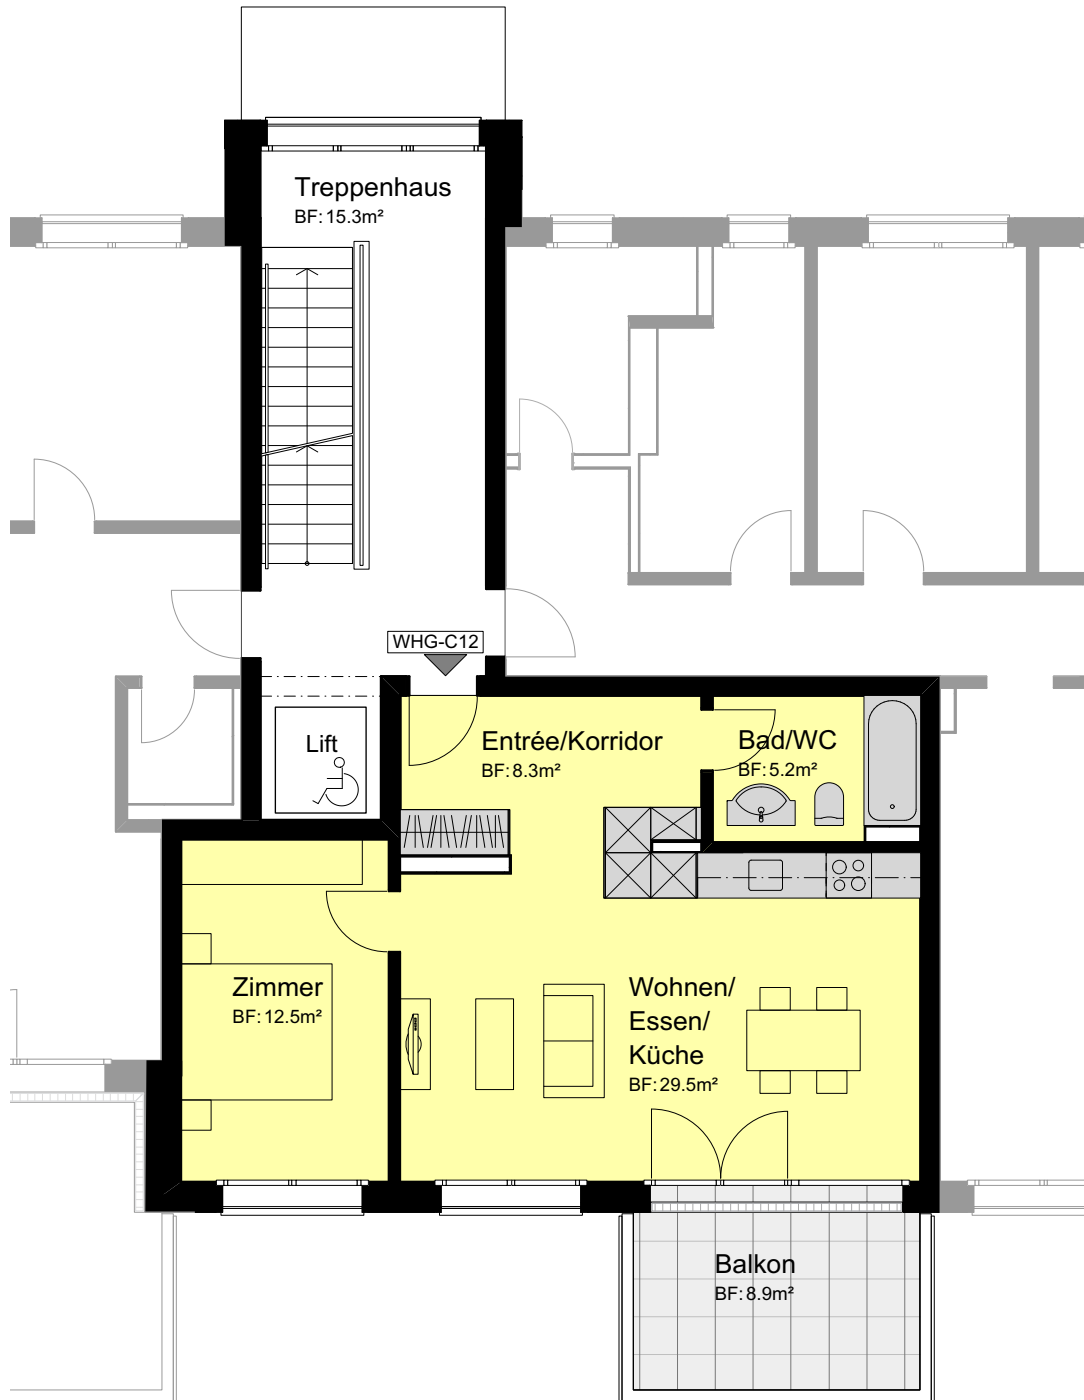 Treppenhaus
BF: 15.3m²
WHG-C12
Lift
Entrée/Korridor
BF: 8.3m²
Bad/WC
BF: 5.2m²
Zimmer
BF: 12.5m²
Wohnen/
Essen/
Küche
BF: 29.5m²
Balkon
BF: 8.9m²